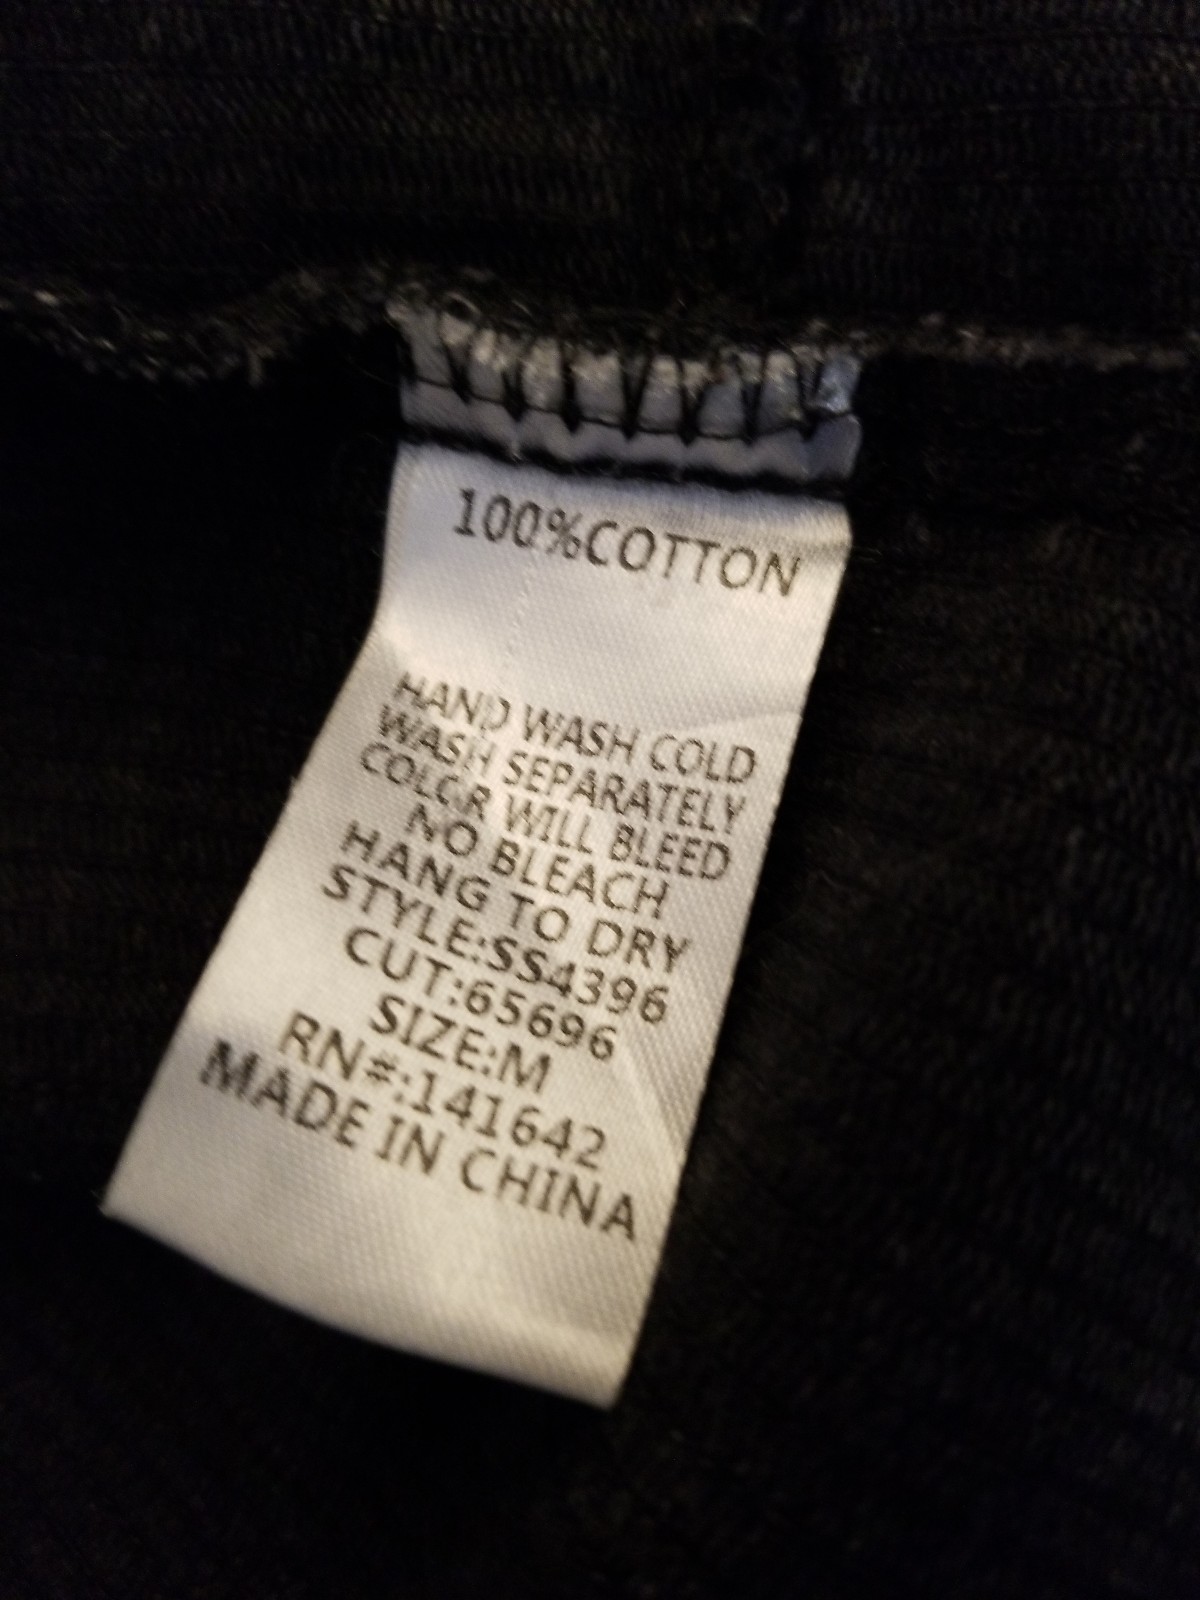 100%COTTON
HAND WASH COLD
WASH SEPARATELY
COLOR WILL BLEED
NO BLEACH
HANG TO DRY
STYLE:SS4396
CUT:65696
SIZE:M
RN#:141642
MADE IN CHINA